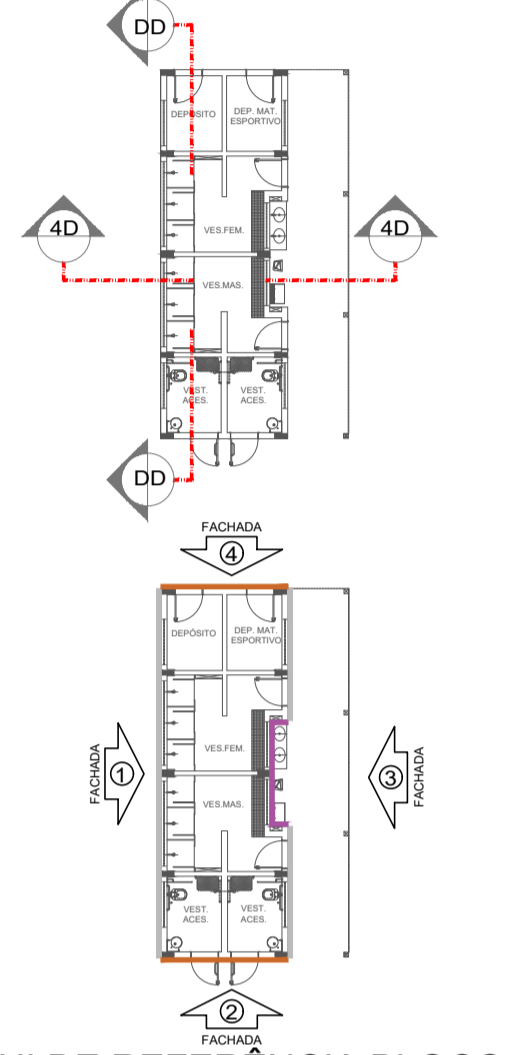 DD
DEPÓSITO
DEP. MAT.
ESPORTIVO
4D
4D
VES.FEM.
VES.MAS.
VEST.
ACES.
VEST.
ACES.
DD
FACHADA
4
DEPÓSITO
DEP. MAT.
ESPORTIVO
FACHADA
1
VES.FEM.
3
FACHADA
VES.MAS.
VEST.
ACES.
VEST.
ACES.
2
FACHADA